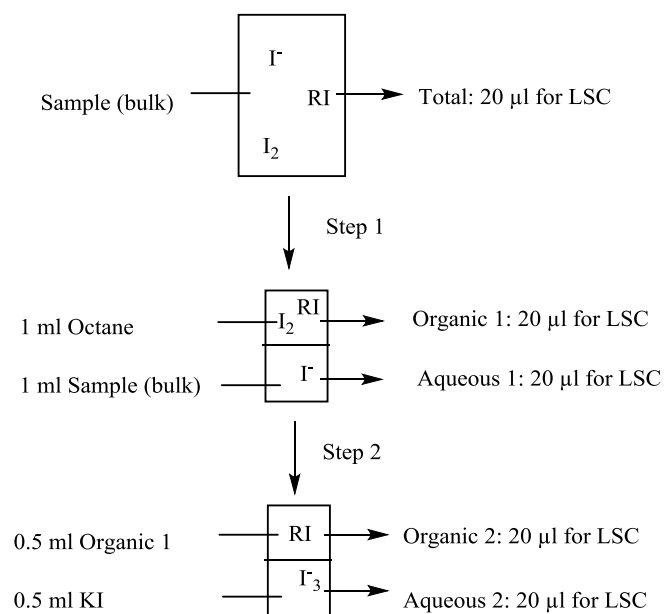 I⁻
Sample (bulk)
RI
Total: 20 µl for LSC
I₂
Step 1
1 ml Octane
I₂
RI
Organic 1: 20 µl for LSC
1 ml Sample (bulk)
I⁻
Aqueous 1: 20 µl for LSC
Step 2
0.5 ml Organic 1
RI
Organic 2: 20 µl for LSC
0.5 ml KI
I⁻₃
Aqueous 2: 20 µl for LSC